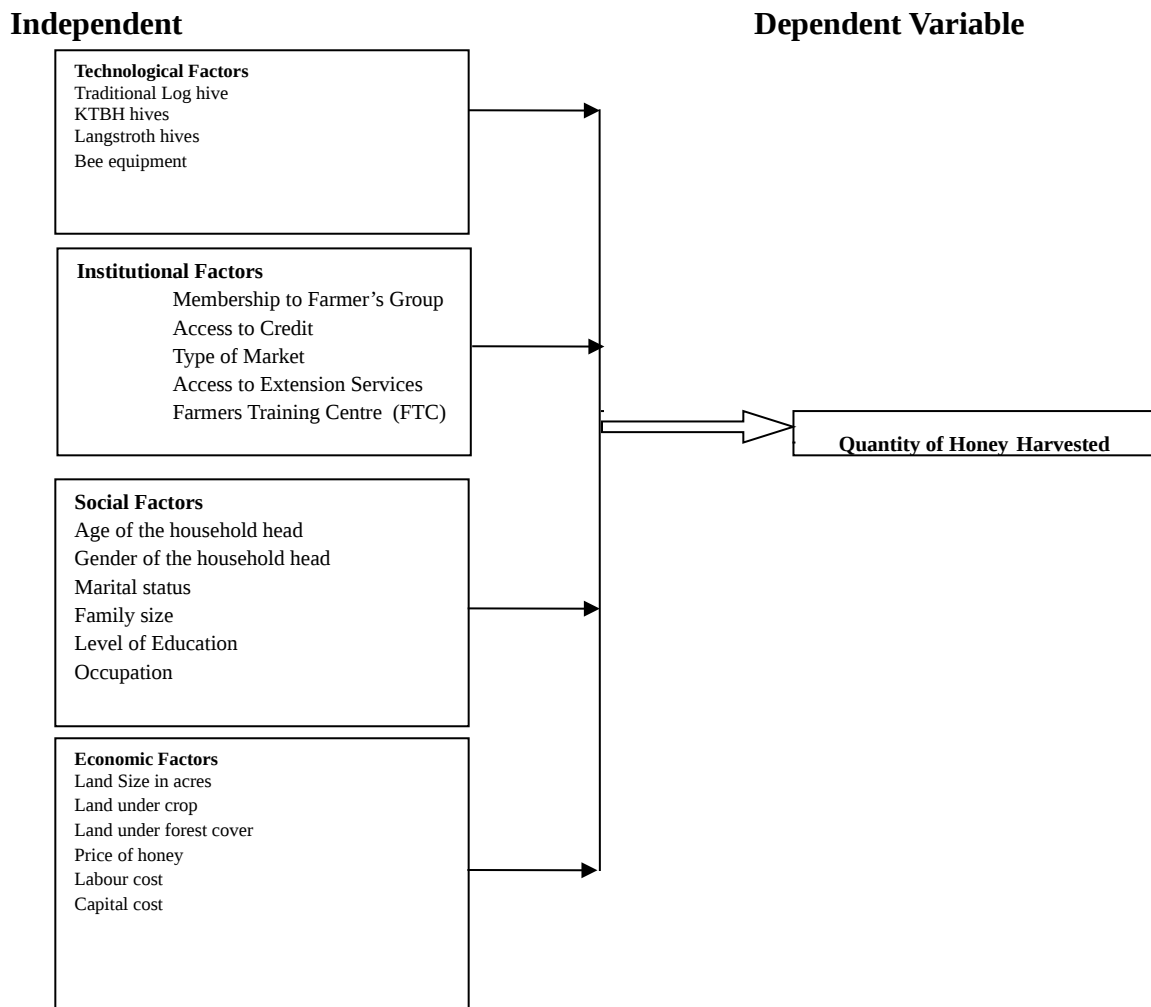 Independent
Dependent Variable
Technological Factors
Traditional Log hive
KTBH hives
Langstroth hives
Bee equipment
Institutional Factors
Membership to Farmer’s Group
Access to Credit
Type of Market
Access to Extension Services
Farmers Training Centre (FTC)
Quantity of Honey Harvested
Social Factors
Age of the household head
Gender of the household head
Marital status
Family size
Level of Education
Occupation
Economic Factors
Land Size in acres
Land under crop
Land under forest cover
Price of honey
Labour cost
Capital cost